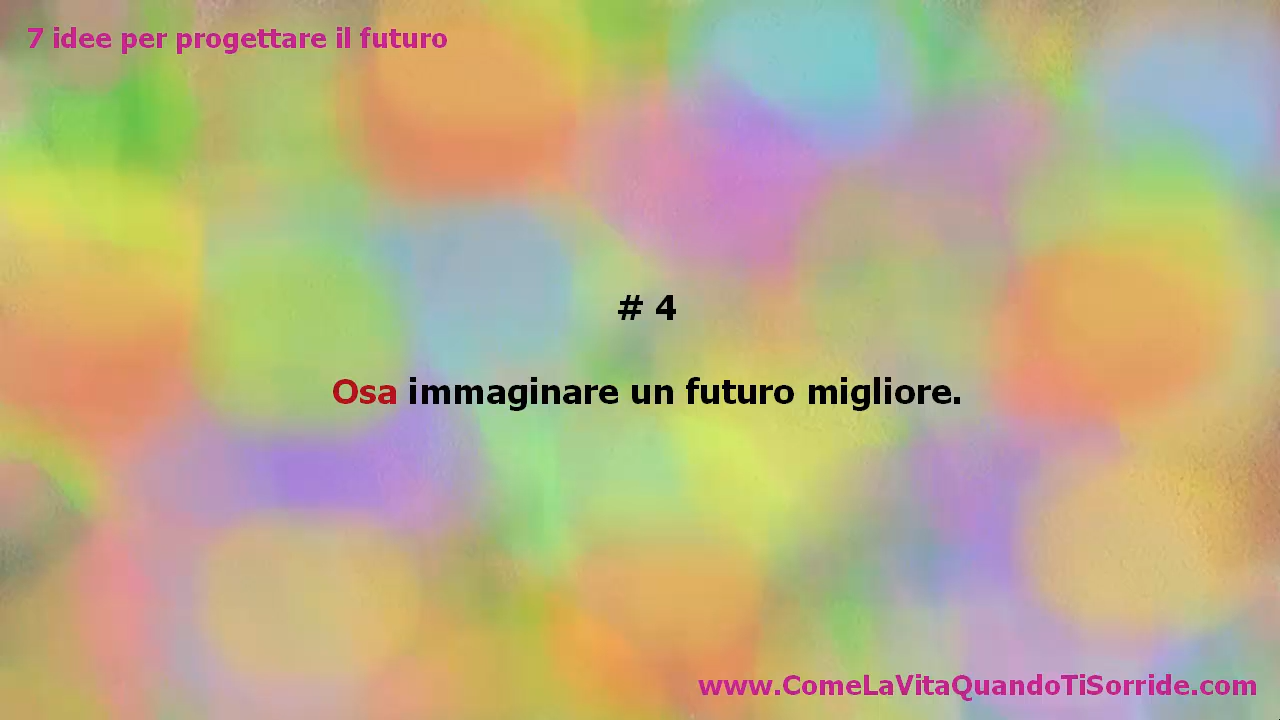 7 idee per progettare il futuro
# 4
Osa immaginare un futuro migliore.
www.ComeLaVitaQuandoTiSorride.com